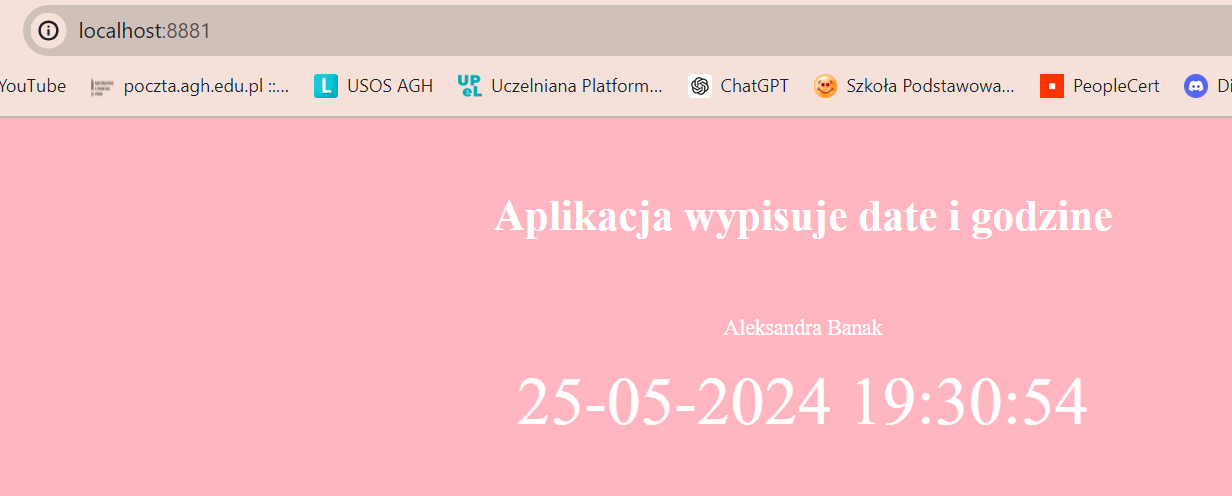 localhost:8881
YouTube poczta.agh.edu.pl ::... L USOS AGH UPeL Uczelniana Platform... ChatGPT Szkoła Podstawowa... PeopleCert Di
Aplikacja wypisuje date i godzine
Aleksandra Banak
25-05-2024 19:30:54